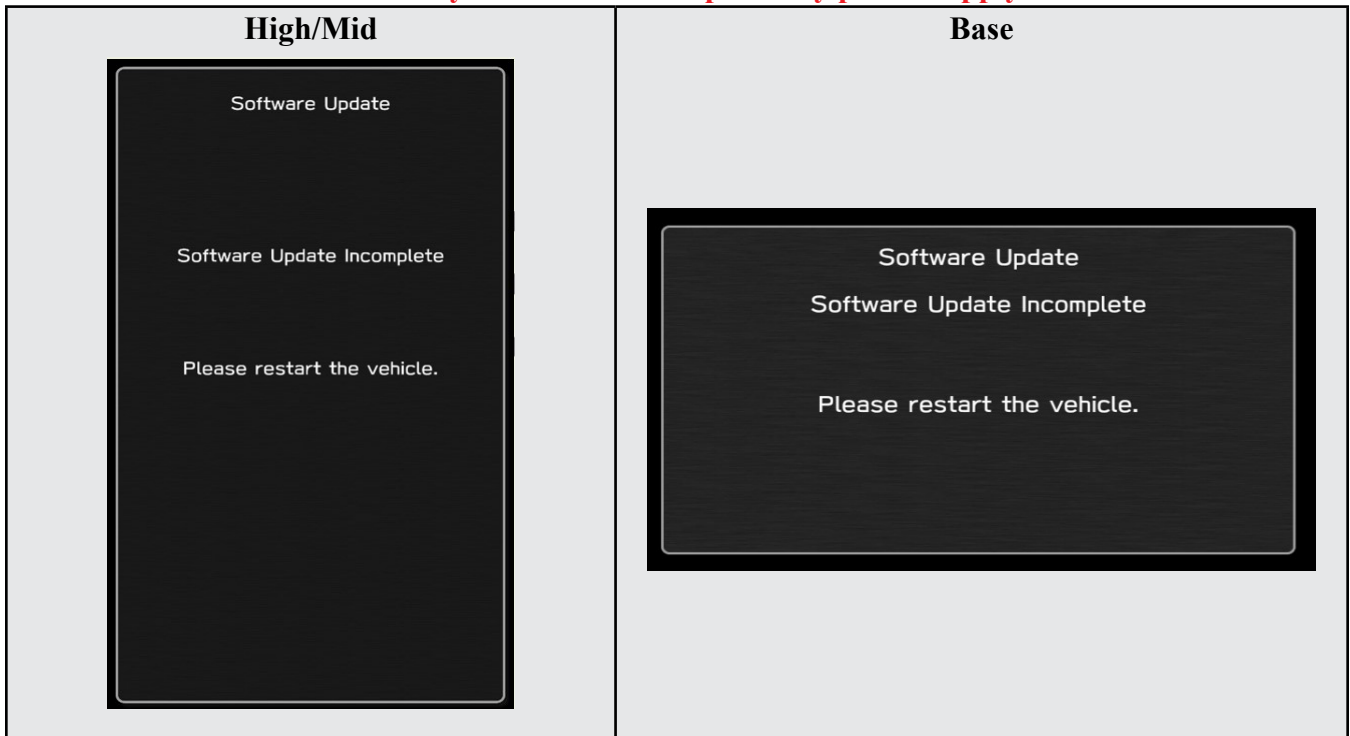 High/Mid
Base
Software Update
Software Update Incomplete
Please restart the vehicle.
Software Update
Software Update Incomplete
Please restart the vehicle.